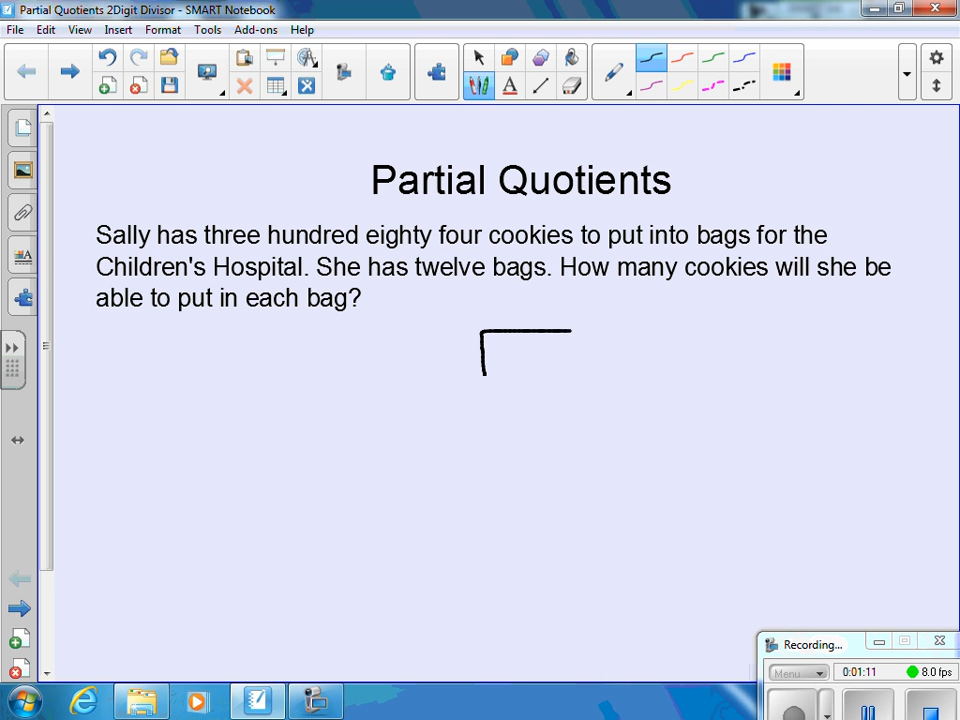 Partial Quotients 2Digit Divisor - SMART Notebook
File Edit View Insert Format Tools Add-ons Help
Partial Quotients
Sally has three hundred eighty four cookies to put into bags for the
Children's Hospital. She has twelve bags. How many cookies will she be
able to put in each bag?
Recording...
Menu 0:01:11 8.0 fps